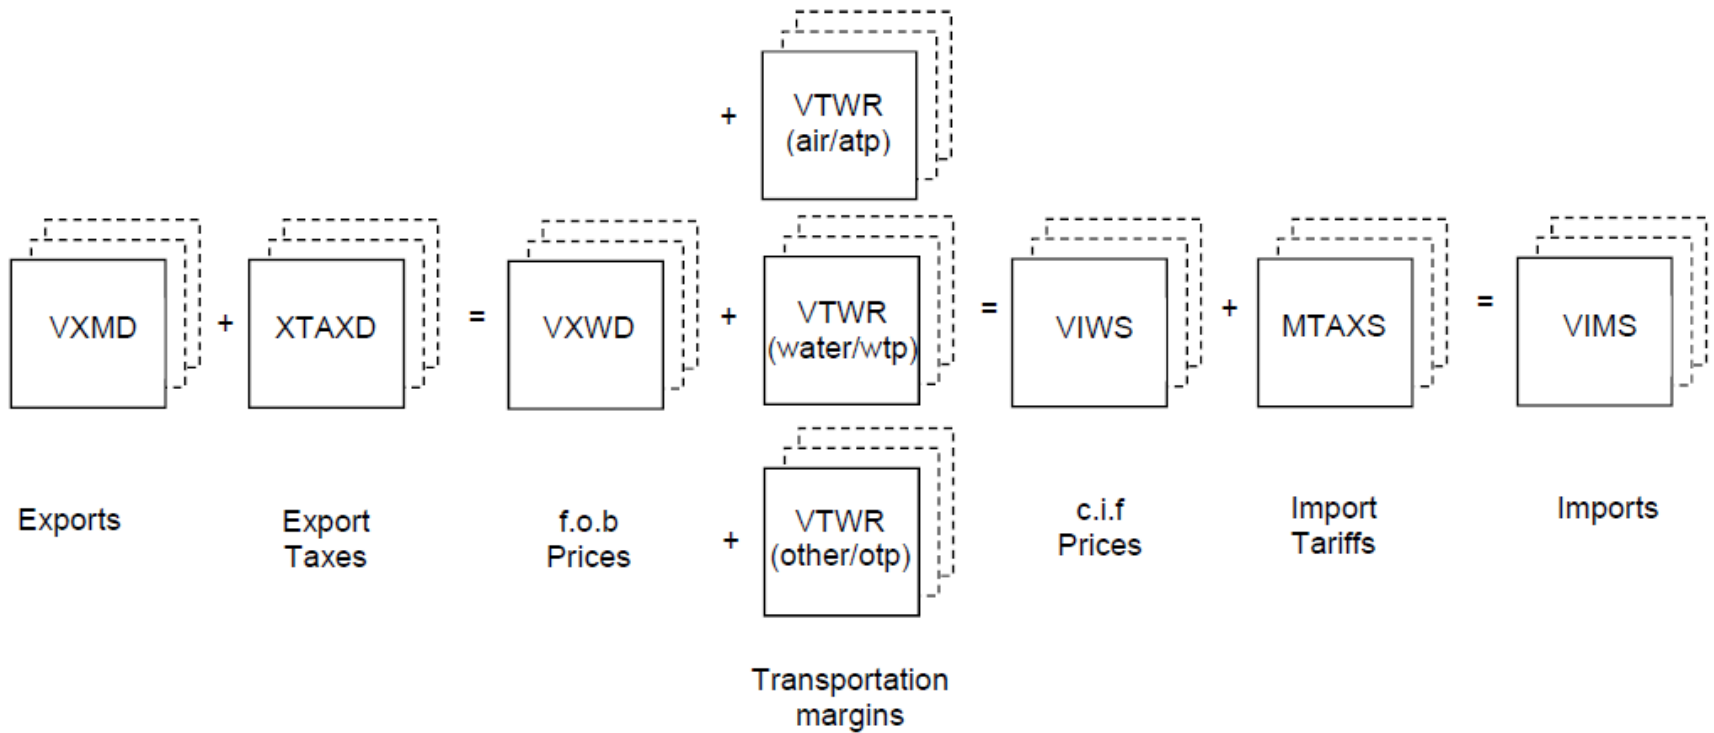 +
VTWR
(air/atp)
VXMD
+
XTAXD
=
VXWD
+
VTWR
(water/wtp)
=
VIWS
+
MTAXS
=
VIMS
+
VTWR
(other/otp)
Exports
Export
Taxes
f.o.b
Prices
c.i.f
Prices
Import
Tariffs
Imports
Transportation
margins